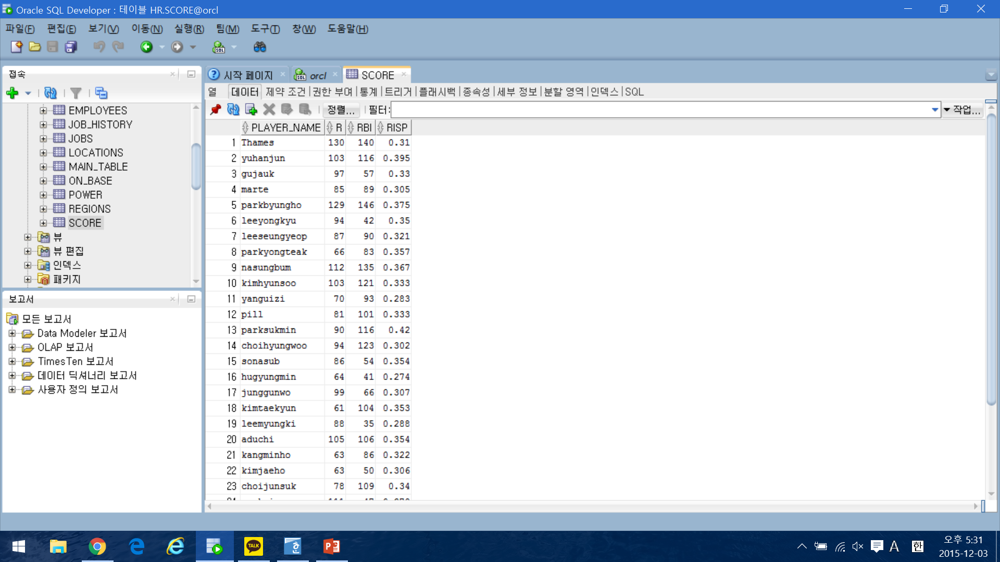 Oracle SQL Developer : 테이블 HR.SCORE@orcl
파일(F) 편집(E) 보기(V) 이동(N) 실행(R) 팀(M) 도구(T) 창(W) 도움말(H)
접속
EMPLOYEES
JOB_HISTORY
JOBS
LOCATIONS
MAIN_TABLE
ON_BASE
POWER
REGIONS
SCORE
뷰
뷰 편집
인덱스
패키지
보고서
모든 보고서
Data Modeler 보고서
OLAP 보고서
TimesTen 보고서
데이터 딕셔너리 보고서
사용자 정의 보고서
시작 페이지 orcl SCORE
열 데이터 제약 조건 |권한 부여 |통계 |트리거 |플래시백 |종속성 |세부 정보 |분할 영역 |인덱스 |SQL
정렬... 필터: 작업...
PLAYER_NAME R RBI RISP
1 Thames 130 140 0.31
2 yuhanjun 103 116 0.395
3 gujauk 97 57 0.33
4 marte 85 89 0.305
5 parkbyungho 129 146 0.375
6 leeyongkyu 94 42 0.35
7 leeseungyeop 87 90 0.321
8 parkyongteak 66 83 0.357
9 nasungbum 112 135 0.367
10 kimhyunsoo 103 121 0.333
11 yanguizi 70 93 0.283
12 pill 81 101 0.333
13 parksukmin 90 116 0.42
14 choihyungwoo 94 123 0.302
15 sonasub 86 54 0.354
16 hugyungmin 64 41 0.274
17 junggunwo 99 66 0.307
18 kimtaekyun 61 104 0.353
19 leemyungki 88 35 0.288
20 aduchi 105 106 0.354
21 kangminho 63 86 0.322
22 kimjaeho 63 50 0.306
23 choijunsuk 78 109 0.34
TALK
A 한
오후 5:31
2015-12-03